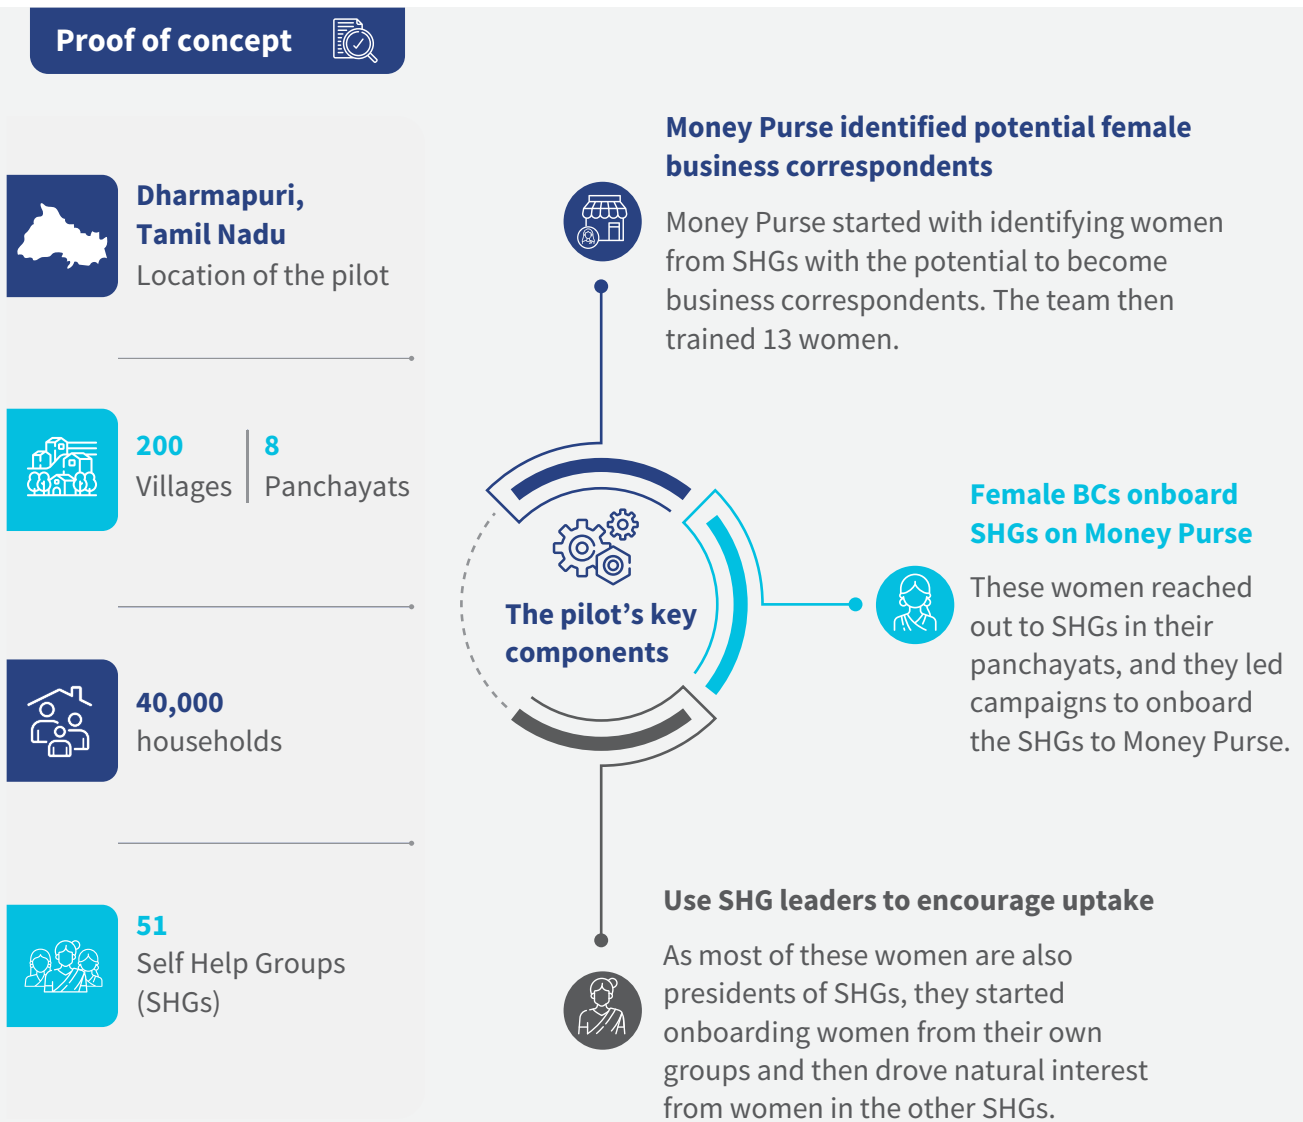 Proof of concept
Dharmapuri,
Tamil Nadu
Location of the pilot
200
Villages
8
Panchayats
40,000
households
51
Self Help Groups
(SHGs)
Money Purse identified potential female
business correspondents
Money Purse started with identifying women
from SHGs with the potential to become
business correspondents. The team then
trained 13 women.
The pilot's key
components
Female BCs onboard
SHGs on Money Purse
These women reached
out to SHGs in their
panchayats, and they led
campaigns to onboard
the SHGs to Money Purse.
Use SHG leaders to encourage uptake
As most of these women are also
presidents of SHGs, they started
onboarding women from their own
groups and then drove natural interest
from women in the other SHGs.